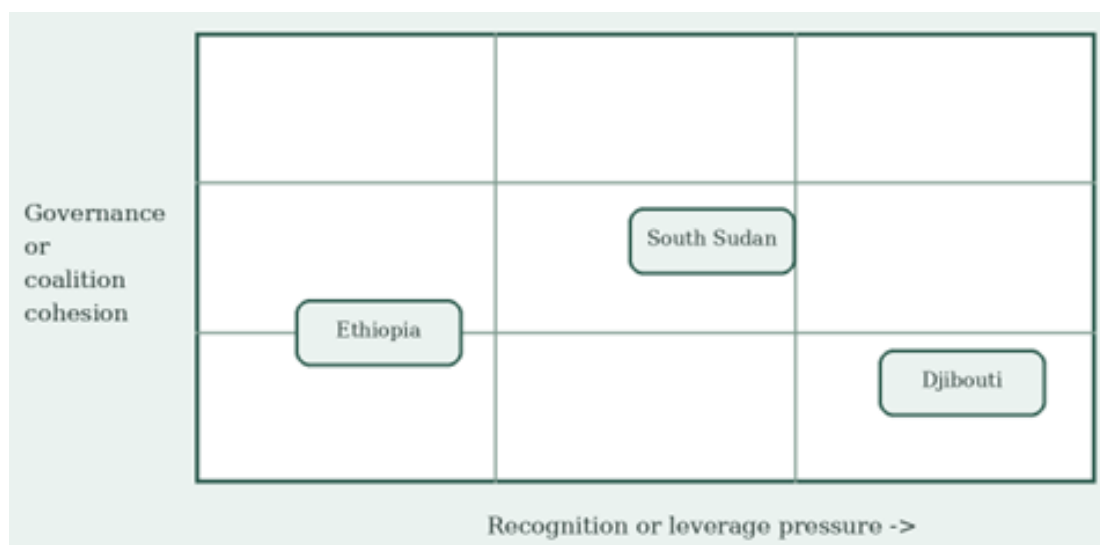 Governance
or
coalition
cohesion
South Sudan
Ethiopia
Djibouti
Recognition or leverage pressure ->